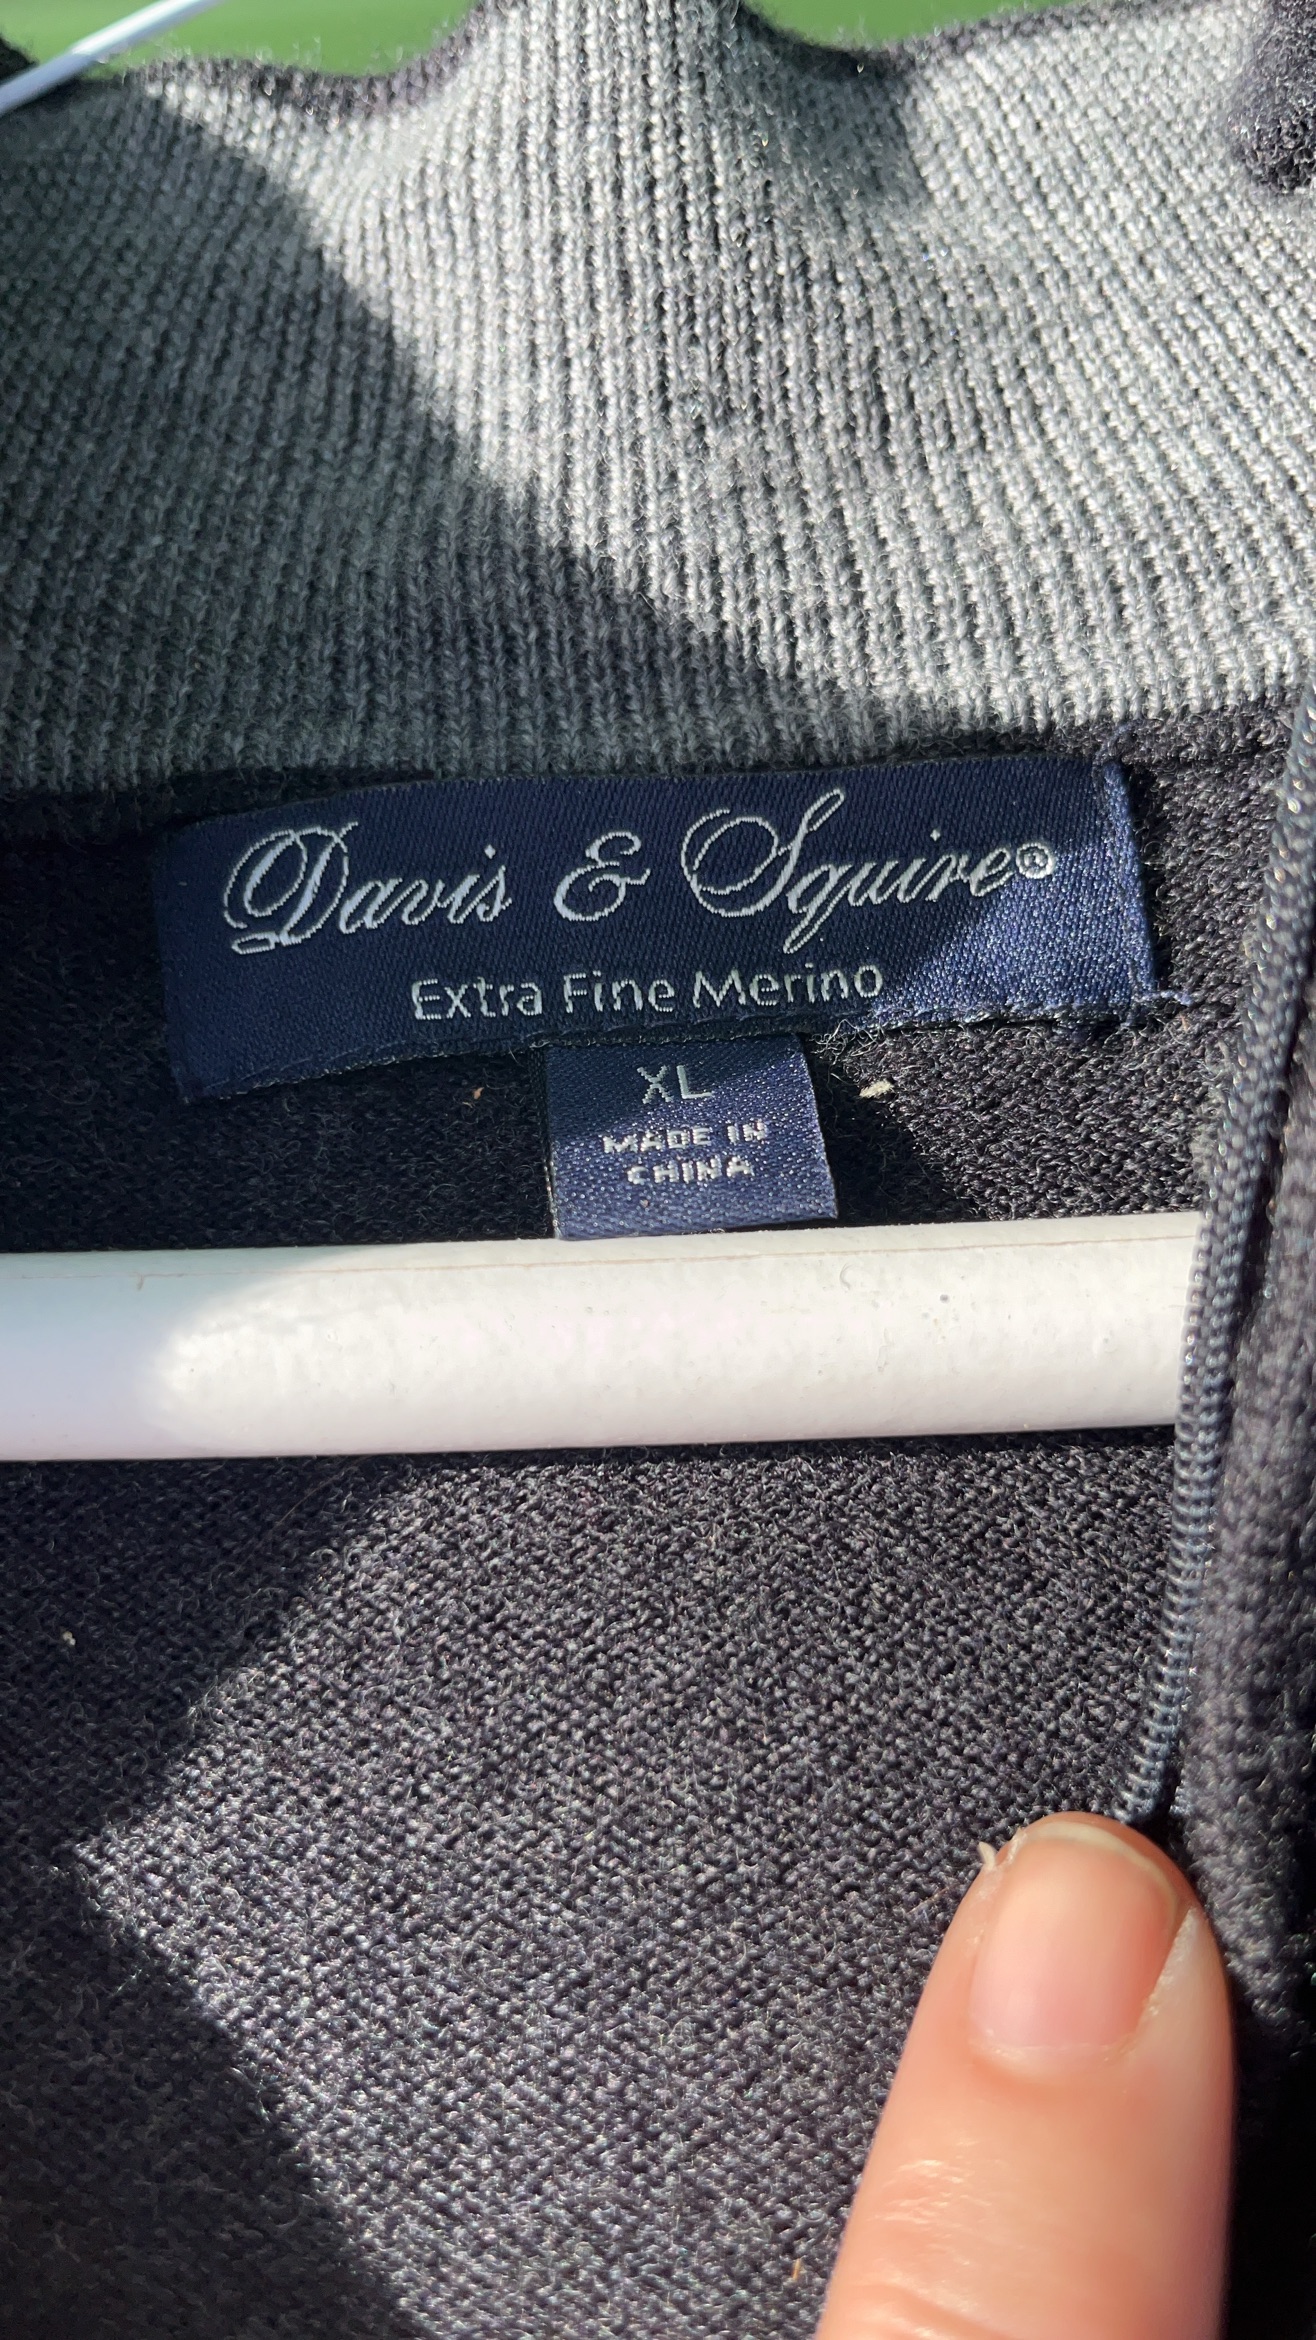 Davis & Squire®
Extra Fine Merino
XL
MADE IN
CHINA